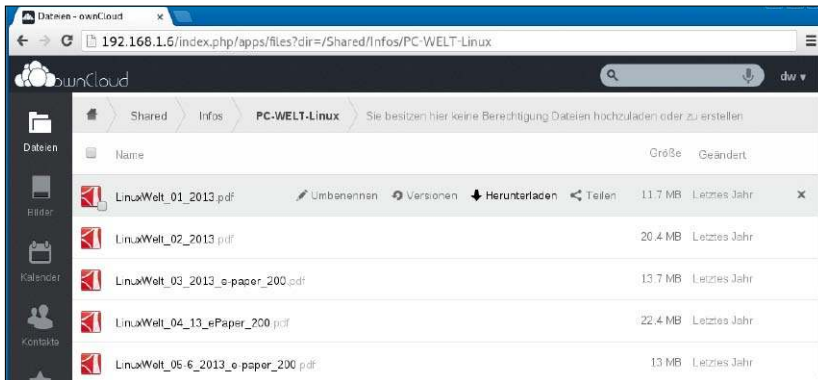 Dateien - ownCloud x
192.168.1.6/index.php/apps/files?dir=/Shared/Infos/PC-WELT-Linux
ownCloud dw
Shared Infos PC-WELT-Linux Sie besitzen hier keine Berechtigung Dateien hochzuladen oder zu erstellen
Dateien
Name Größe Geändert
LinuxWelt_01_2013.pdf Umbenennen Versionen Herunterladen Teilen 11.7 MB Letztes Jahr x
Bilder
LinuxWelt_02_2013.pdf 20.4 MB Letztes Jahr
Kalender
LinuxWelt_03_2013_e-paper_200.pdf 13.7 MB Letztes Jahr
LinuxWelt_04_13_ePaper_200.pdf 22.4 MB Letztes Jahr
Kontakte
LinuxWelt_05-6_2013_e-paper_200.pdf 13 MB Letztes Jahr